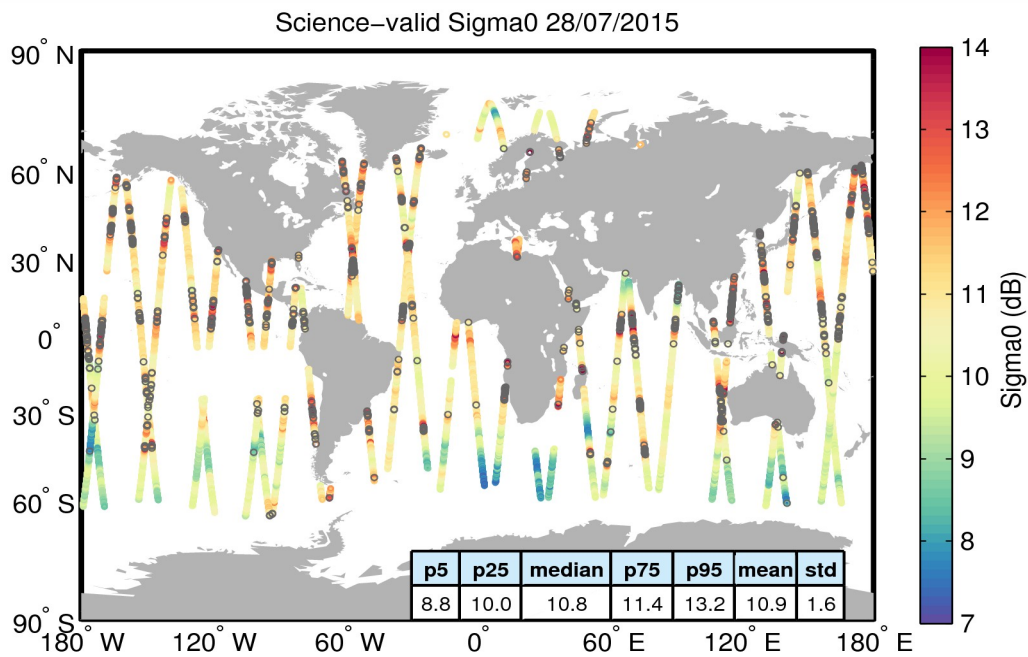 Science−valid Sigma0 28/07/2015
90° N
60° N
30° N
0°
30° S
60° S
90° S
180° W
120° W
60° W
0°
60° E
120° E
180° E
p5 p25 median p75 p95 mean std
8.8 10.0 10.8 11.4 13.2 10.9 1.6
14
13
12
11
10
9
8
7
Sigma0 (dB)